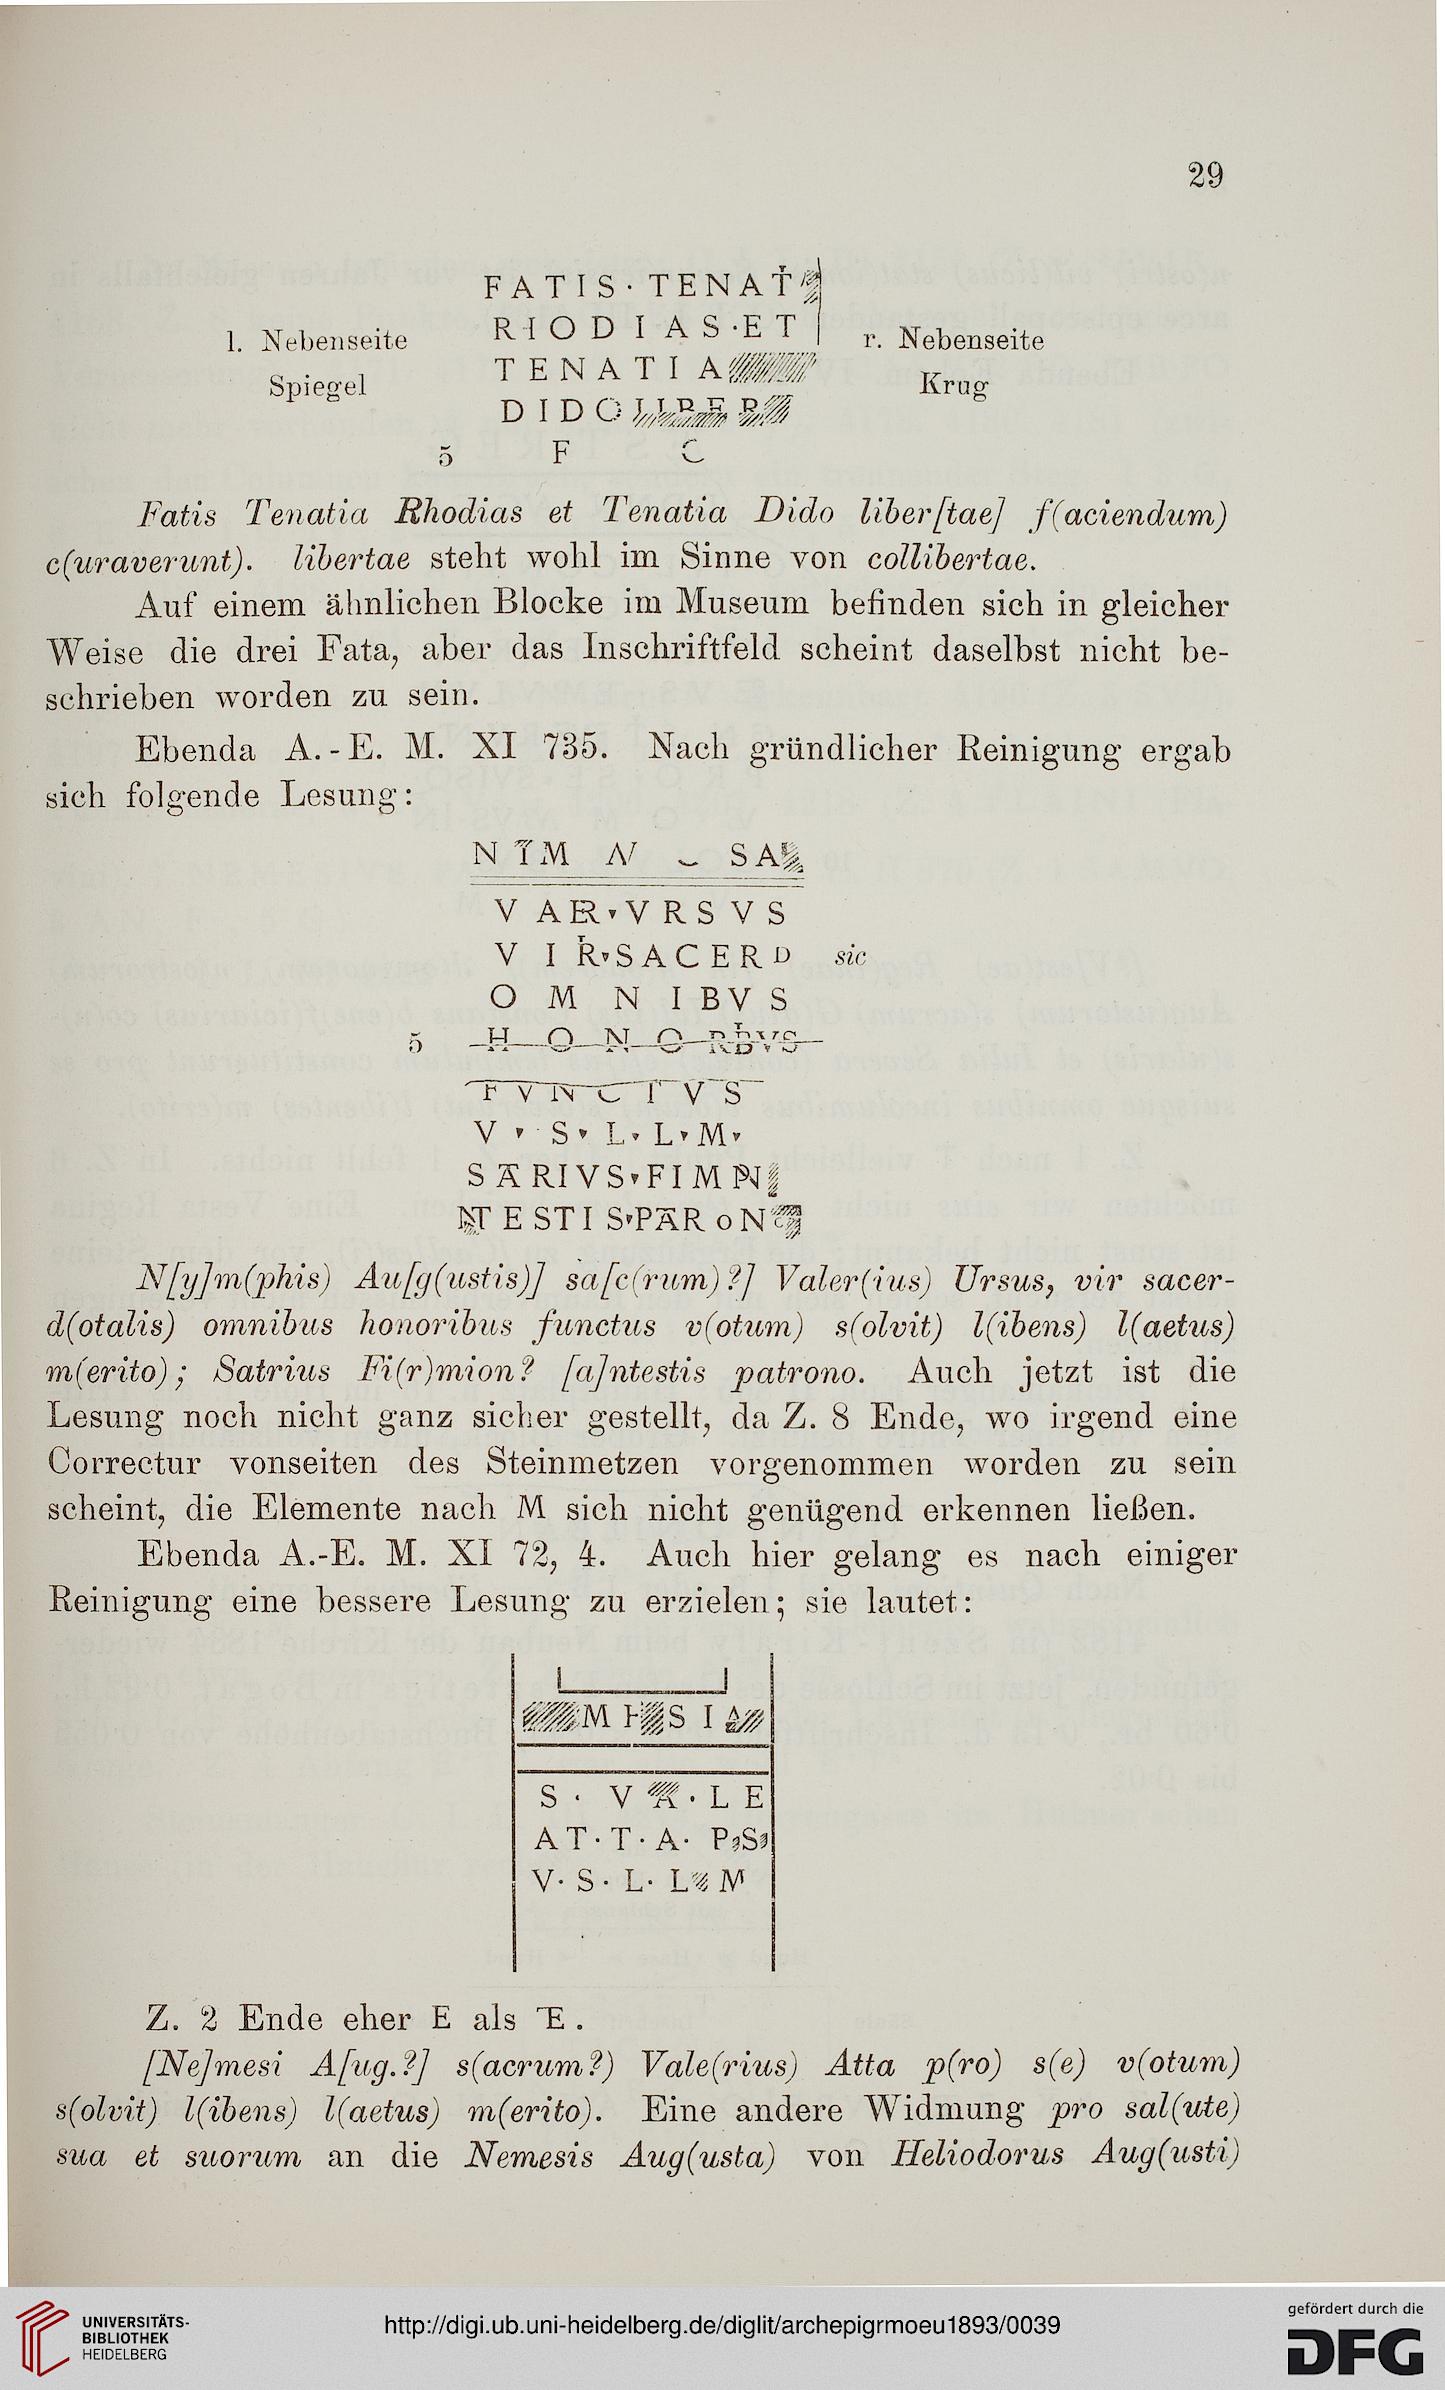 29
FATIS · TENAT
l. Nebenseite RIODIAS · ET r. Nebenseite
Spiegel TENATIA Krug
DIDO LIBER
5 F C
Fatis Tenatia Rhodias et Tenatia Dido liber[tae] f(aciendum)
c(uraverunt). libertae steht wohl im Sinne von collibertae.
Auf einem ähnlichen Blocke im Museum befinden sich in gleicher
Weise die drei Fata, aber das Inschriftfeld scheint daselbst nicht be-
schrieben worden zu sein.
Ebenda A.-E. M. XI 735. Nach gründlicher Reinigung ergab
sich folgende Lesung:
N M SA
V RSVS
V I R SACERD sic
OMNIBVS
5 HONORBVS
FVNCTVS
V S L L M
S RIVS FIM
ESTI S P R oN
N[y]m(phis) Au[g(ustis)] sa[c(rum)?] Valer(ius) Ursus, vir sacer-
d(otalis) omnibus honoribus functus v(otum) s(olvit) l(ibens) l(aetus)
m(erito); Satrius Fi(r)mion? [a]ntestis patrono. Auch jetzt ist die
Lesung noch nicht ganz sicher gestellt, da Z. 8 Ende, wo irgend eine
Correctur vonseiten des Steinmetzen vorgenommen worden zu sein
scheint, die Elemente nach M sich nicht genügend erkennen ließen.
Ebenda A.-E. M. XI 72, 4. Auch hier gelang es nach einiger
Reinigung eine bessere Lesung zu erzielen; sie lautet:
M SI
S · VA · LE
AT · T · A · P S
V · S · L · L M
Z. 2 Ende eher E als E.
[Ne]mesi A[ug.?] s(acrum?) Vale(rius) Atta p(ro) s(e) v(otum)
s(olvit) l(ibens) l(aetus) m(erito). Eine andere Widmung pro sal(ute)
sua et suorum an die Nemesis Aug(usta) von Heliodorus Aug(usti)
UNIVERSITÄTS-
BIBLIOTHEK
HEIDELBERG
http://digi.ub.uni-heidelberg.de/diglit/archepigrmoeu1893/0039
gefördert durch die
DFG